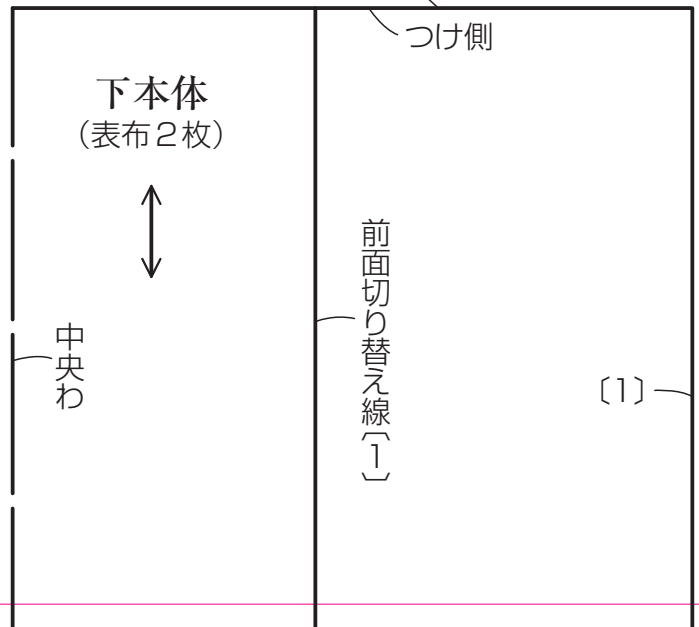 つけ側
下本体
（表布２枚）
前面切り替え線〔１〕
中央わ
〔１〕